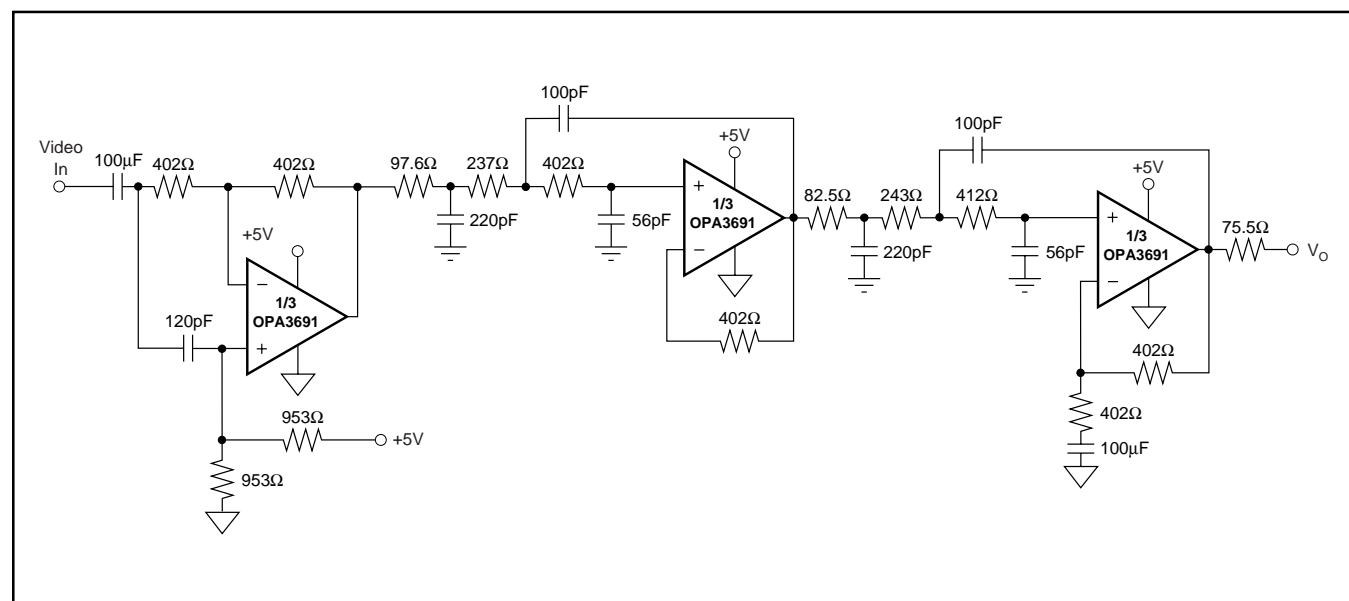 Video
In
100μF
402Ω
402Ω
+5V
−
1/3
OPA3691
+
120pF
953Ω
+5V
953Ω
97.6Ω
220pF
237Ω
100pF
402Ω
56pF
+5V
+
1/3
OPA3691
−
402Ω
82.5Ω
220pF
243Ω
100pF
412Ω
56pF
+5V
+
1/3
OPA3691
−
402Ω
402Ω
100μF
75.5Ω
VO